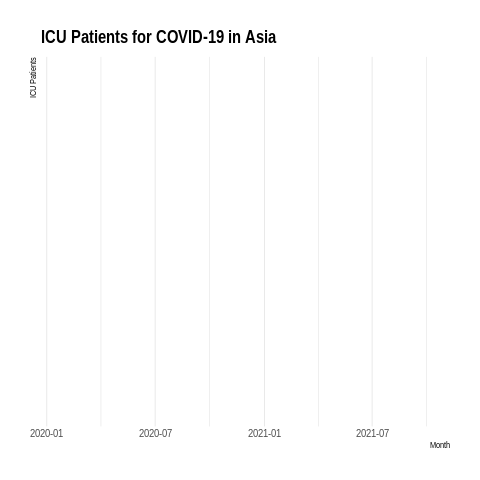 ICU Patients for COVID-19 in Asia
ICU Patients
2020-01
2020-07
2021-01
2021-07
Month